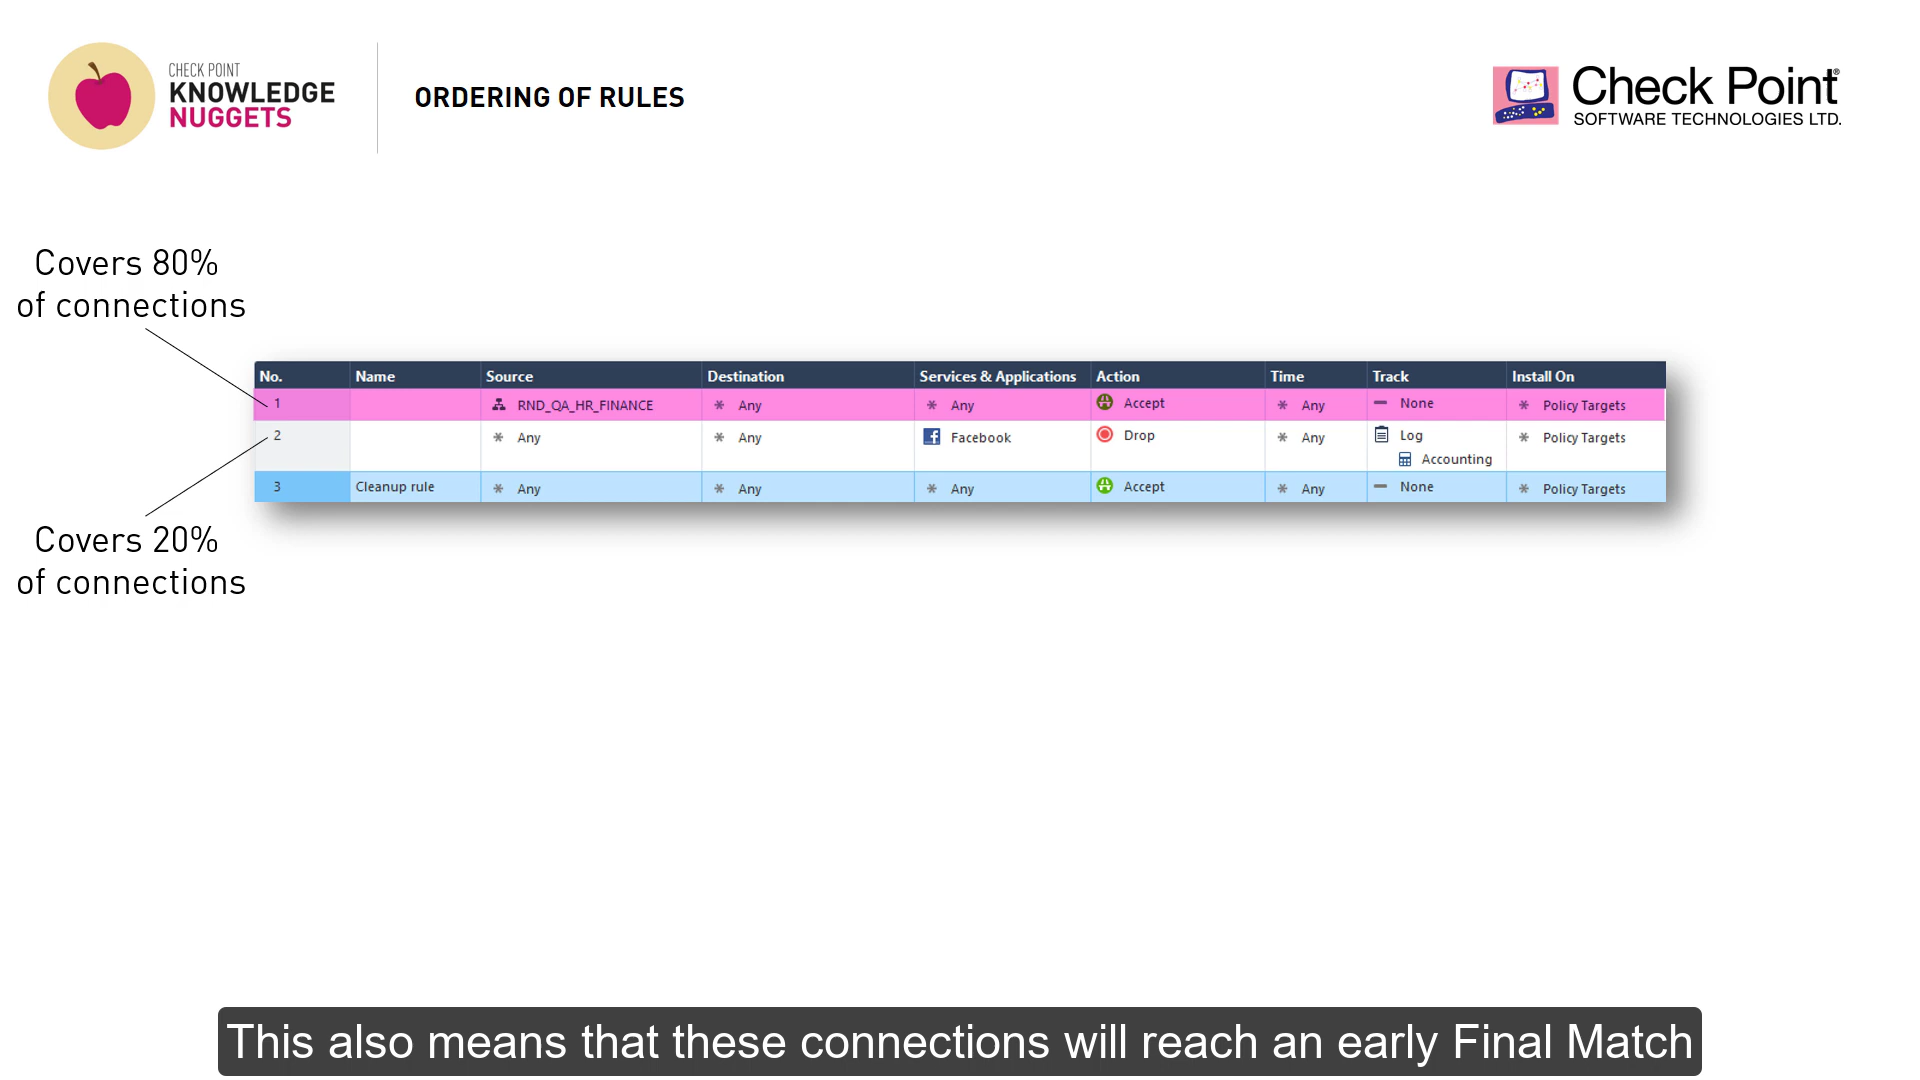 CHECK POINT
KNOWLEDGE
NUGGETS
ORDERING OF RULES
Check Point®
SOFTWARE TECHNOLOGIES LTD.
Covers 80%
of connections
No. Name Source Destination Services & Applications Action Time Track Install On
1 RND_QA_HR_FINANCE * Any * Any Accept * Any — None * Policy Targets
2 * Any * Any Facebook Drop * Any Log * Policy Targets
Accounting
3 Cleanup rule * Any * Any * Any Accept * Any — None * Policy Targets
Covers 20%
of connections
This also means that these connections will reach an early Final Match